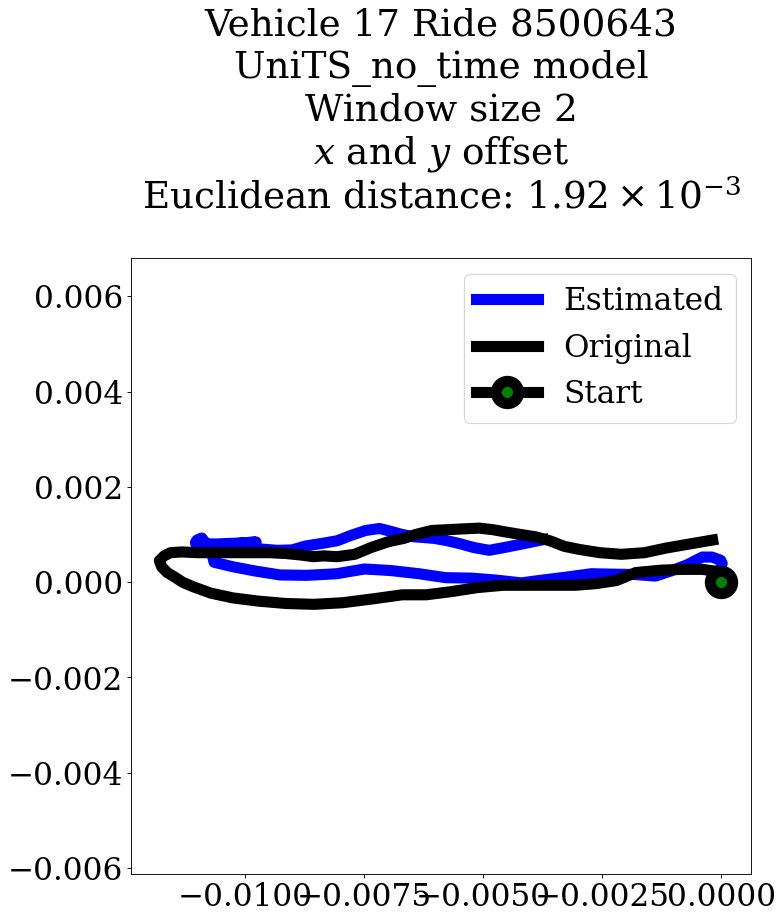 Vehicle 17 Ride 8500643
UniTS_no_time model
Window size 2
x and y offset
Euclidean distance: 1.92 × 10⁻³
Estimated
Original
Start
0.006
0.004
0.002
0.000
−0.002
−0.004
−0.006
−0.0100 −0.0075 −0.0050 −0.0025 0.0000